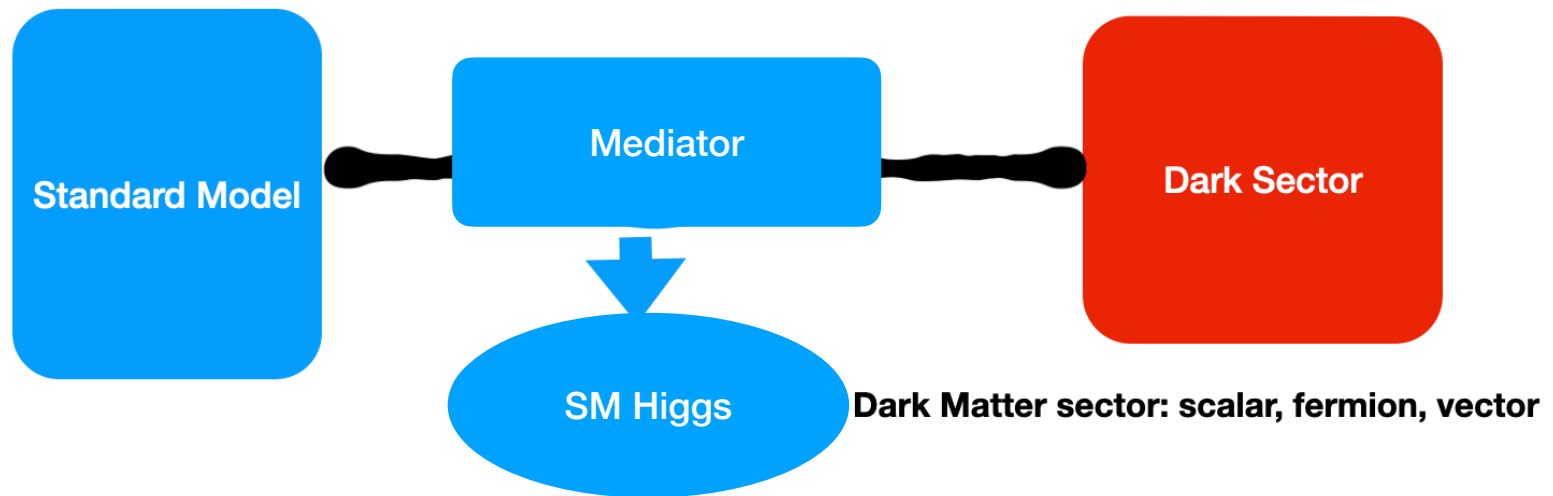 Mediator
Standard Model
Dark Sector
SM Higgs
Dark Matter sector: scalar, fermion, vector